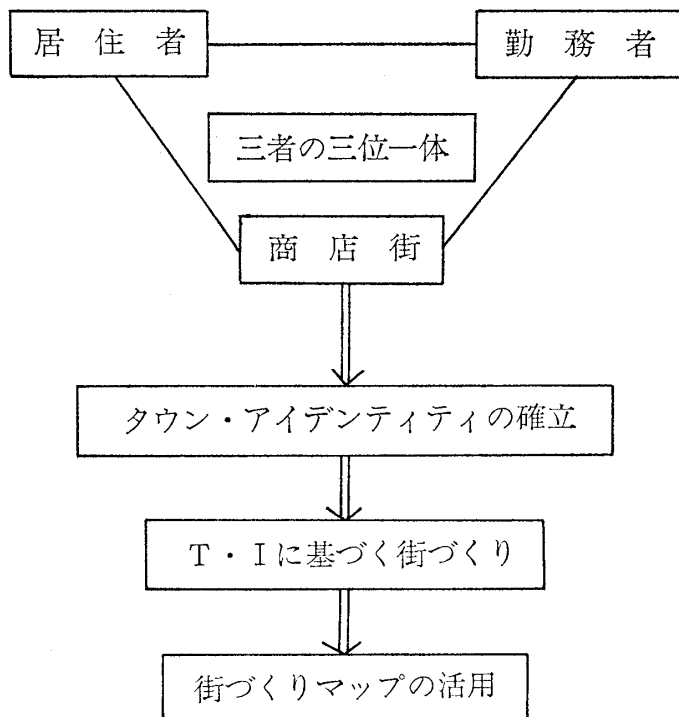 居住者
勤務者
三者の三位一体
商店街
タウン・アイデンティティの確立
T・Iに基づく街づくり
街づくりマップの活用